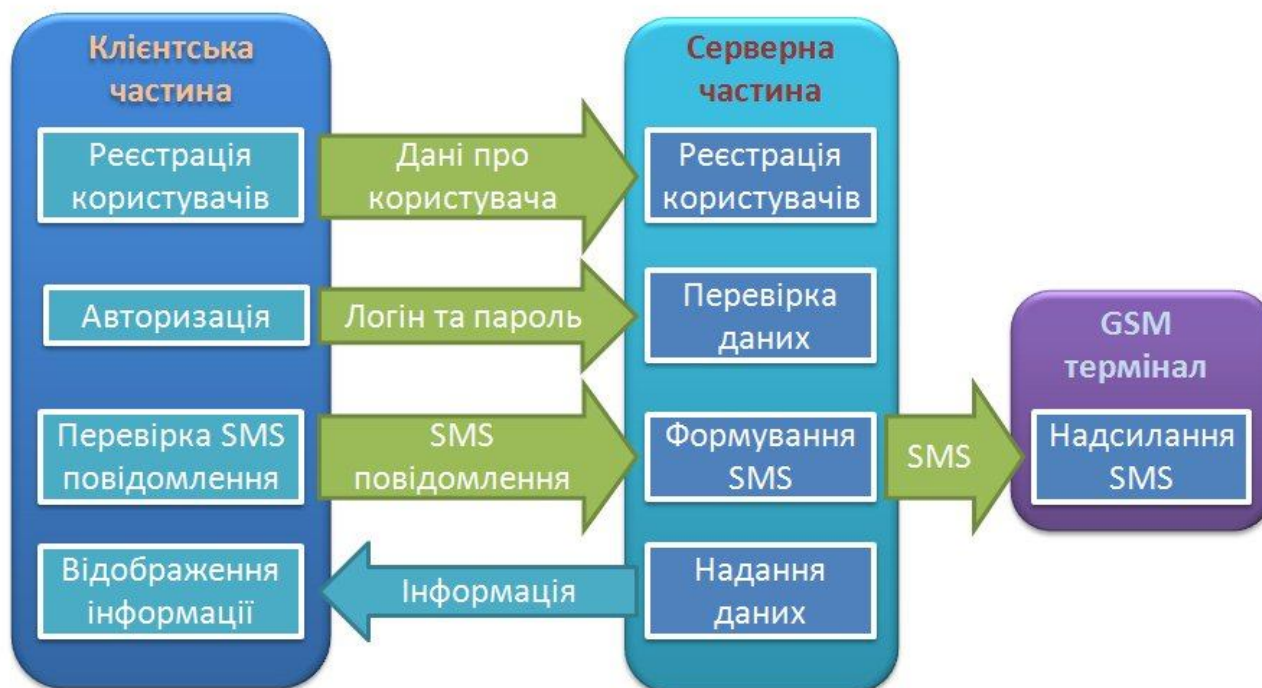 Клієнтська
частина
Серверна
частина
Реєстрація
користувачів
Дані про
користувача
Реєстрація
користувачів
Авторизація
Логін та пароль
Перевірка
даних
GSM
термінал
Перевірка SMS
повідомлення
SMS
повідомлення
Формування
SMS
SMS
Надсилання
SMS
Відображення
інформації
Інформація
Надання
даних